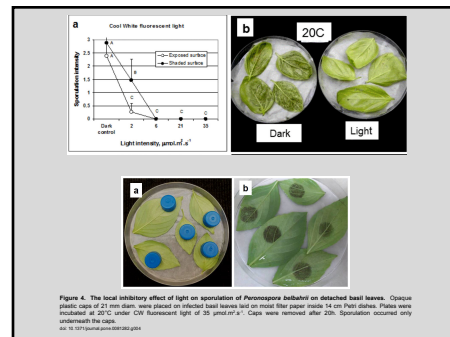 a
Cool White fluorescent light
Sporulation intensity
3
2.5
2
1.5
1
0.5
0
A
A
B
C
C
C
C
Exposed surface
Shaded surface
Dark control
2
6
21
35
Light intensity, µmol.m².s⁻¹
b
20C
Dark
Light
a
b
Figure 4. The local inhibitory effect of light on sporulation of Peronospora belbahrii on detached basil leaves. Opaque
plastic caps of 21 mm diam. were placed on infected basil leaves laid on moist filter paper inside 14 cm Petri dishes. Plates were
incubated at 20°C under CW fluorescent light of 35 µmol.m².s⁻¹. Caps were removed after 20h. Sporulation occurred only
underneath the caps.
doi: 10.1371/journal.pone.0081282.g004